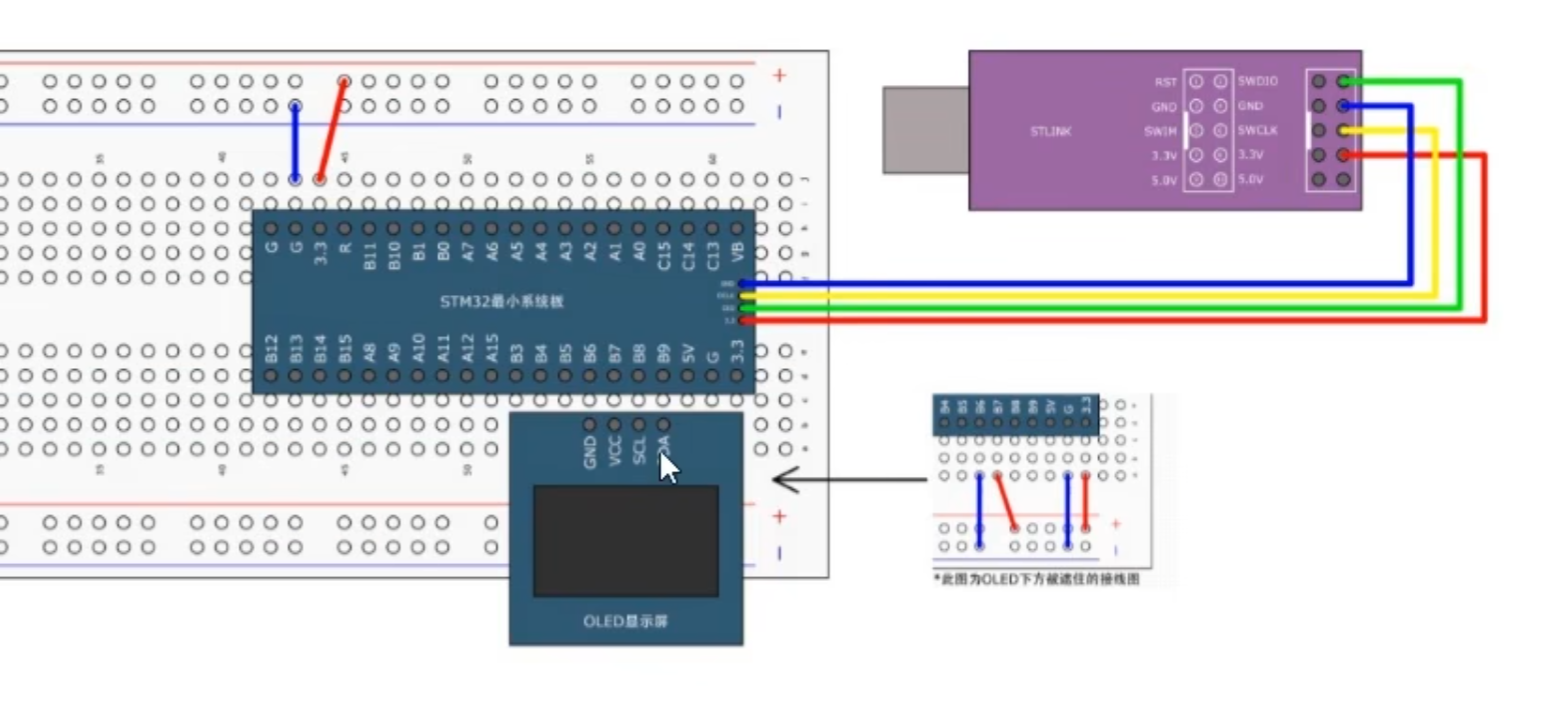 +
35 40 45 50 55 60
G G 3.3 R B11 B10 B1 B0 A7 A6 A5 A4 A3 A2 A1 A0 C15 C14 C13 VB
STM32最小系统板
B12 B13 B14 B15 A8 A9 A10 A11 A12 A15 B3 B4 B5 B6 B7 B8 B9 5V G 3.3
35 40 45 50
+
GND VCC SCL SDA
OLED显示屏
STLINK
RST SWDIO
GND GND
SWIM SWCLK
3.3V 3.3V
5.0V 5.0V
B4 B5 B6 B7 B8 B9 5V G 3.3
+
*此图为OLED下方被遮住的接线图